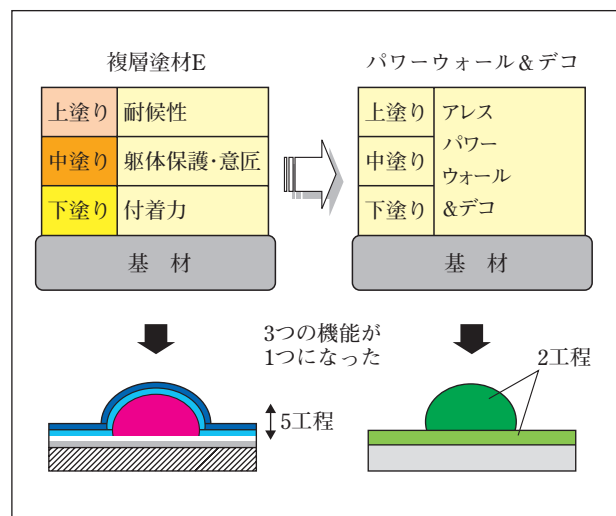 複層塗材E
上塗り 耐候性
中塗り 躯体保護・意匠
下塗り 付着力
基 材
パワーウォール&デコ
上塗り
中塗り
下塗り
アレス
パワー
ウォール
&デコ
基 材
3つの機能が
1つになった
5工程
2工程